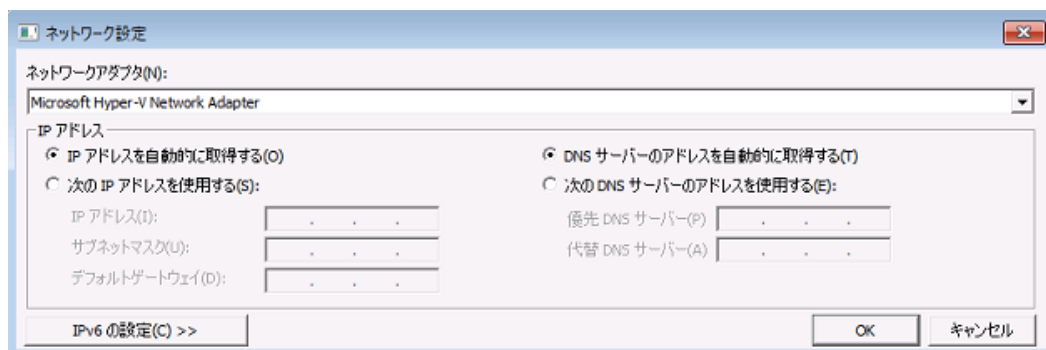 ネットワーク設定
ネットワークアダプタ(N):
Microsoft Hyper-V Network Adapter
IP アドレス
IP アドレスを自動的に取得する(O)
次の IP アドレスを使用する(S):
IP アドレス(I):
サブネットマスク(U):
デフォルトゲートウェイ(D):
DNS サーバーのアドレスを自動的に取得する(T)
次の DNS サーバーのアドレスを使用する(E):
優先 DNS サーバー(P)
代替 DNS サーバー(A)
IPv6 の設定(C) >>
OK
キャンセル